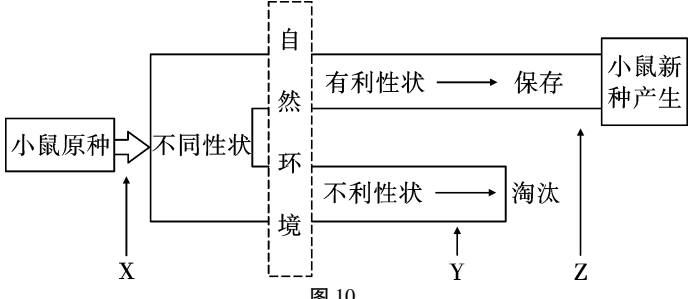 小鼠原种
不同性状
自然环境
有利性状
保存
小鼠新
种产生
不利性状
淘汰
X
Y
Z
图 10